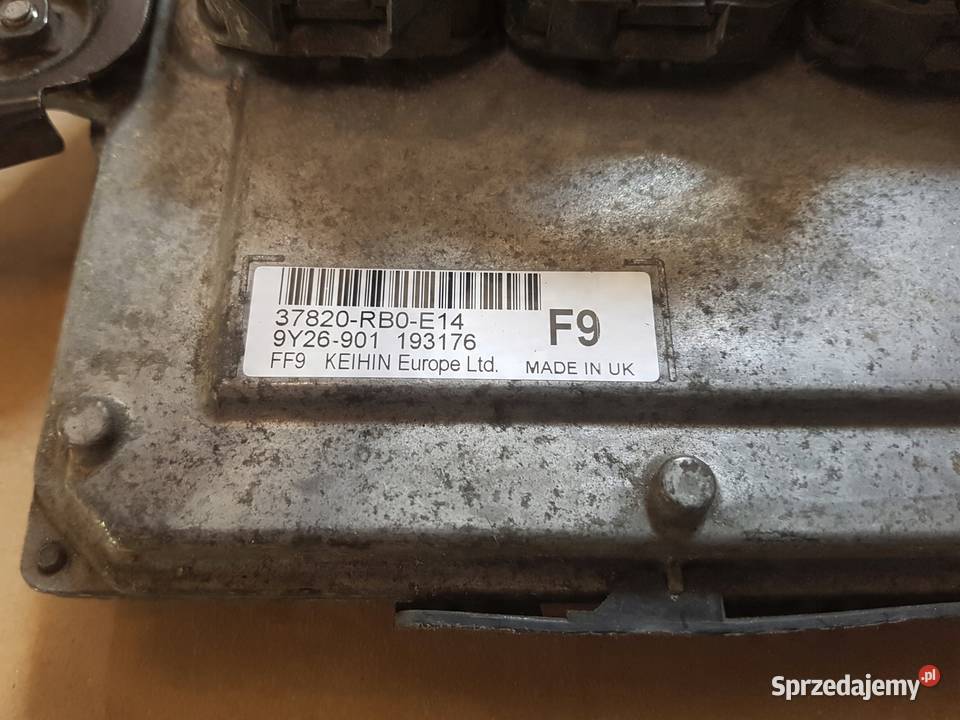 37820-RB0-E14
9Y26-901 193176
F9
FF9 KEIHIN Europe Ltd. MADE IN UK
Sprzedajemy.pl